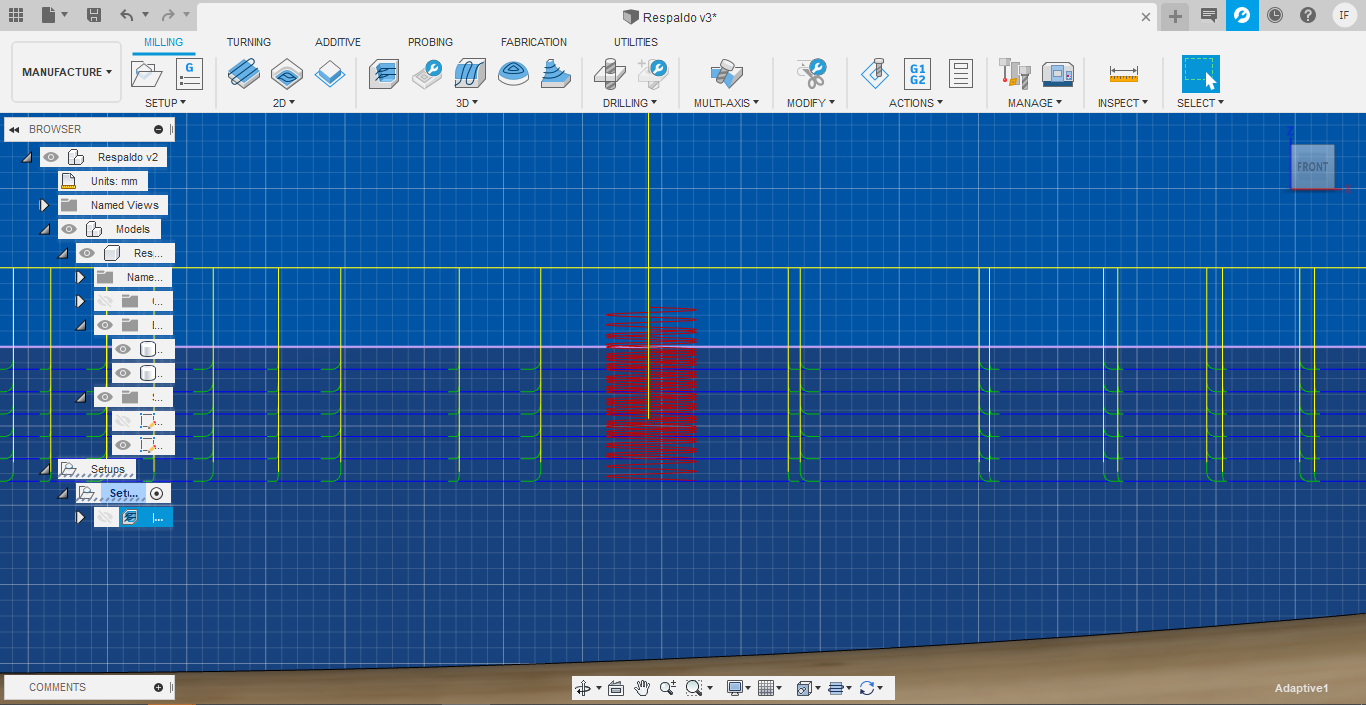 Respaldo v3*
IF
MANUFACTURE
MILLING TURNING ADDITIVE PROBING FABRICATION UTILITIES
G
G1
G2
SETUP 2D 3D DRILLING MULTI-AXIS MODIFY ACTIONS MANAGE INSPECT SELECT
BROWSER
Respaldo v2
Units: mm
Named Views
Models
Res...
Name...
Setups
Set...
Z
FRONT
X
COMMENTS
Adaptive1